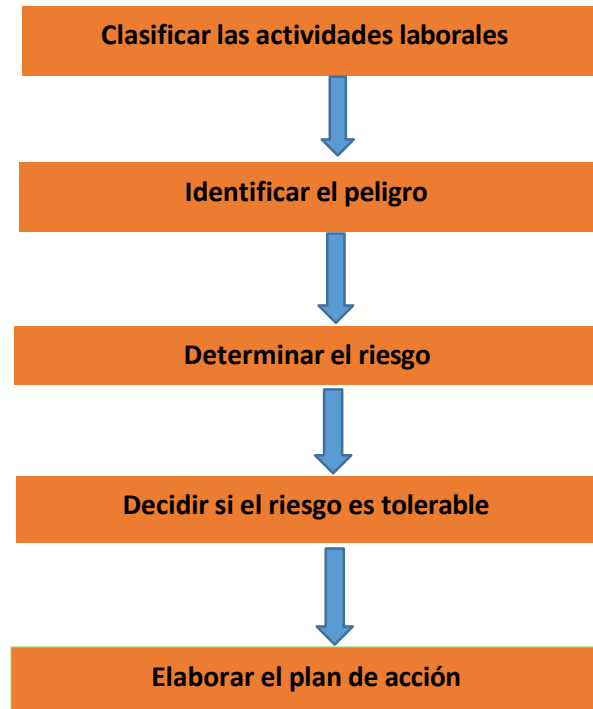 Clasificar las actividades laborales
Identificar el peligro
Determinar el riesgo
Decidir si el riesgo es tolerable
Elaborar el plan de acción